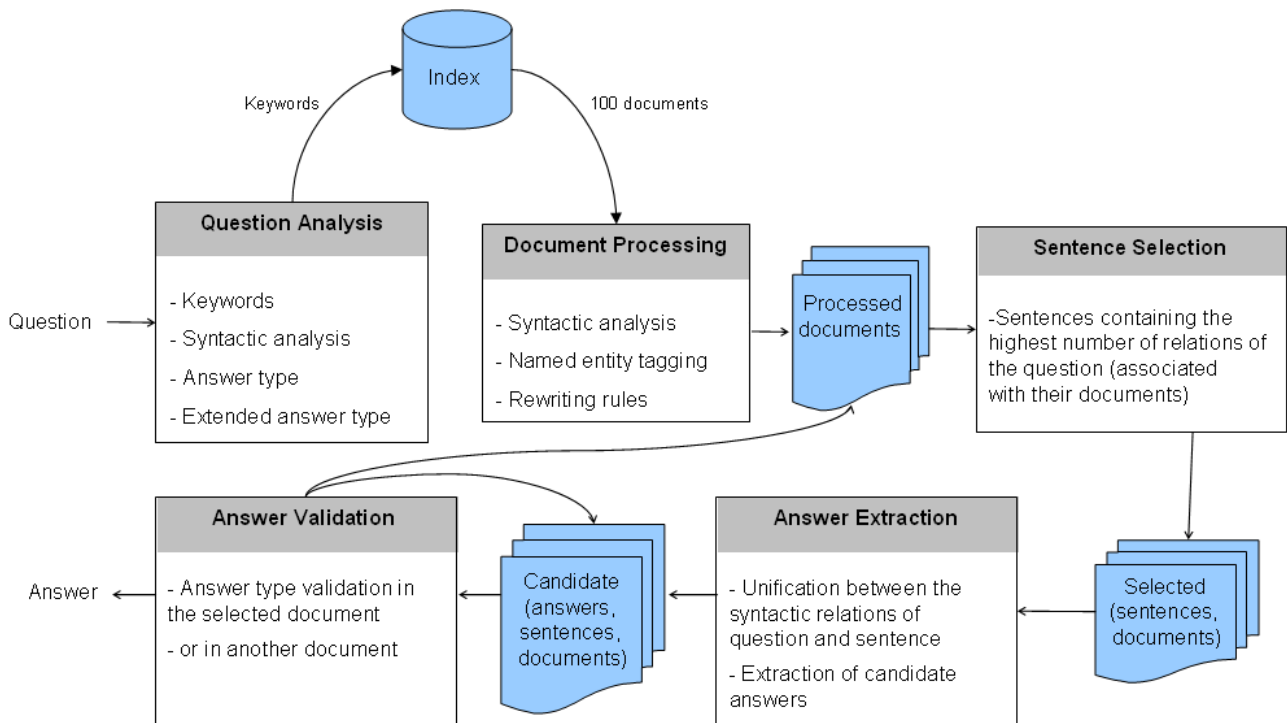 Index
Keywords
100 documents
Question Analysis
- Keywords
- Syntactic analysis
- Answer type
- Extended answer type
Question
Document Processing
- Syntactic analysis
- Named entity tagging
- Rewriting rules
Processed
documents
Sentence Selection
-Sentences containing the
highest number of relations of
the question (associated
with their documents)
Answer Validation
- Answer type validation in
the selected document
- or in another document
Answer
Candidate
(answers,
sentences,
documents)
Answer Extraction
- Unification between the
syntactic relations of
question and sentence
- Extraction of candidate
answers
Selected
(sentences,
documents)